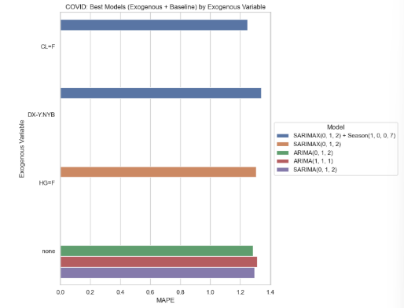 COVID: Best Models (Exogenous + Baseline) by Exogenous Variable
CL=F
DX-Y.NYB
HG=F
none
Exogenous Variable
0.0 0.2 0.4 0.6 0.8 1.0 1.2 1.4
MAPE
Model
SARIMAX(0, 1, 2) + Season(1, 0, 0, 7)
SARIMAX(0, 1, 2)
ARIMA(0, 1, 2)
ARIMA(1, 1, 1)
SARIMA(0, 1, 2)